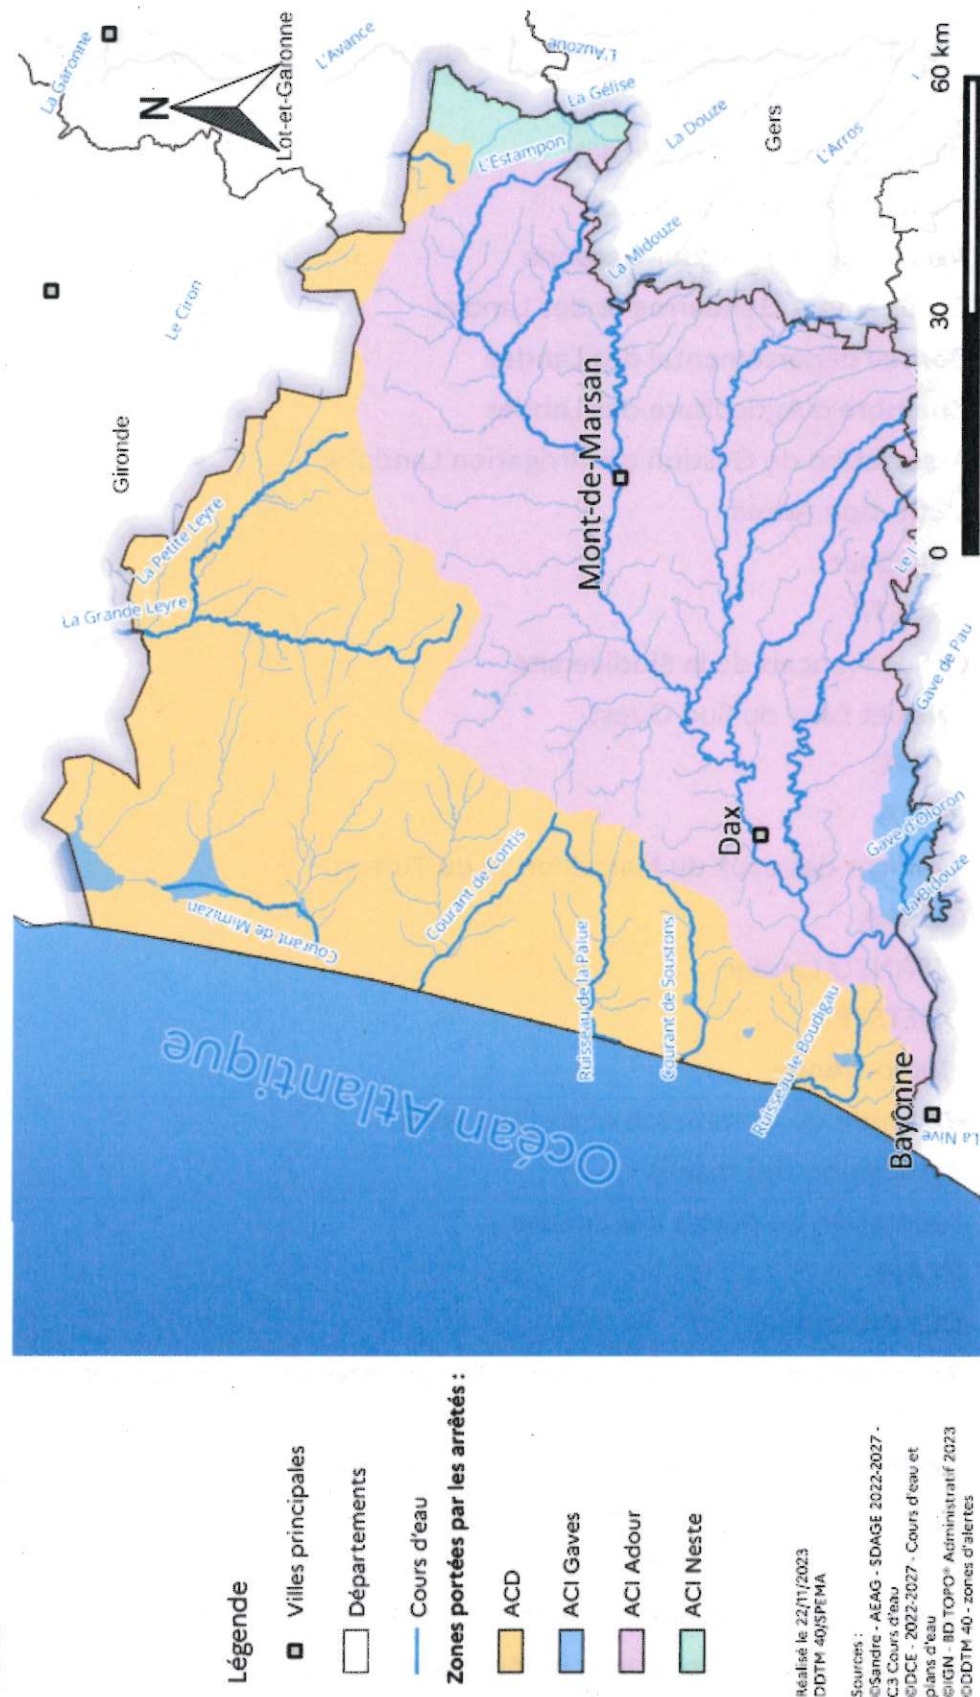 Légende
Villes principales
Départements
Cours d'eau
Zones portées par les arrêtés :
ACD
ACI Gaves
ACI Adour
ACI Neste
Réalisé le 22/11/2023
DDTM 40/SPEMA
Sources :
©Sandre - AEAG - SDAGE 2022-2027 -
C3 Cours d'eau
©DCE - 2022-2027 - Cours d'eau et
plans d'eau
©IGN - BD TOPO® Administratif 2023
©DDTM 40 - zones d'alertes
Océan Atlantique
La Garonne
N
Lot-et-Garonne
L'Avance
L'Auzoue
La Gélise
L'Estampon
La Douze
Gers
L'Arros
La Midouze
Le Ciron
Gironde
La Petite Leyre
La Grande Leyre
Mont-de-Marsan
Courant de Mimizan
Courant de Contis
Ruisseau de la Palue
Courant de Soustons
Ruisseau le Boudigau
Dax
Bayonne
La Nive
La Bidouze
Gave d'Oloron
Gave de Pau
0 30 60 km